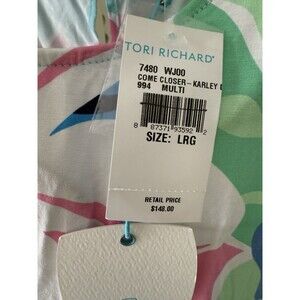 TORI RICHARD®
7480 WJ00
COME CLOSER - KARLEY D
994 MULTI
8 87371 93592 2
SIZE: LRG
RETAIL PRICE
$148.00